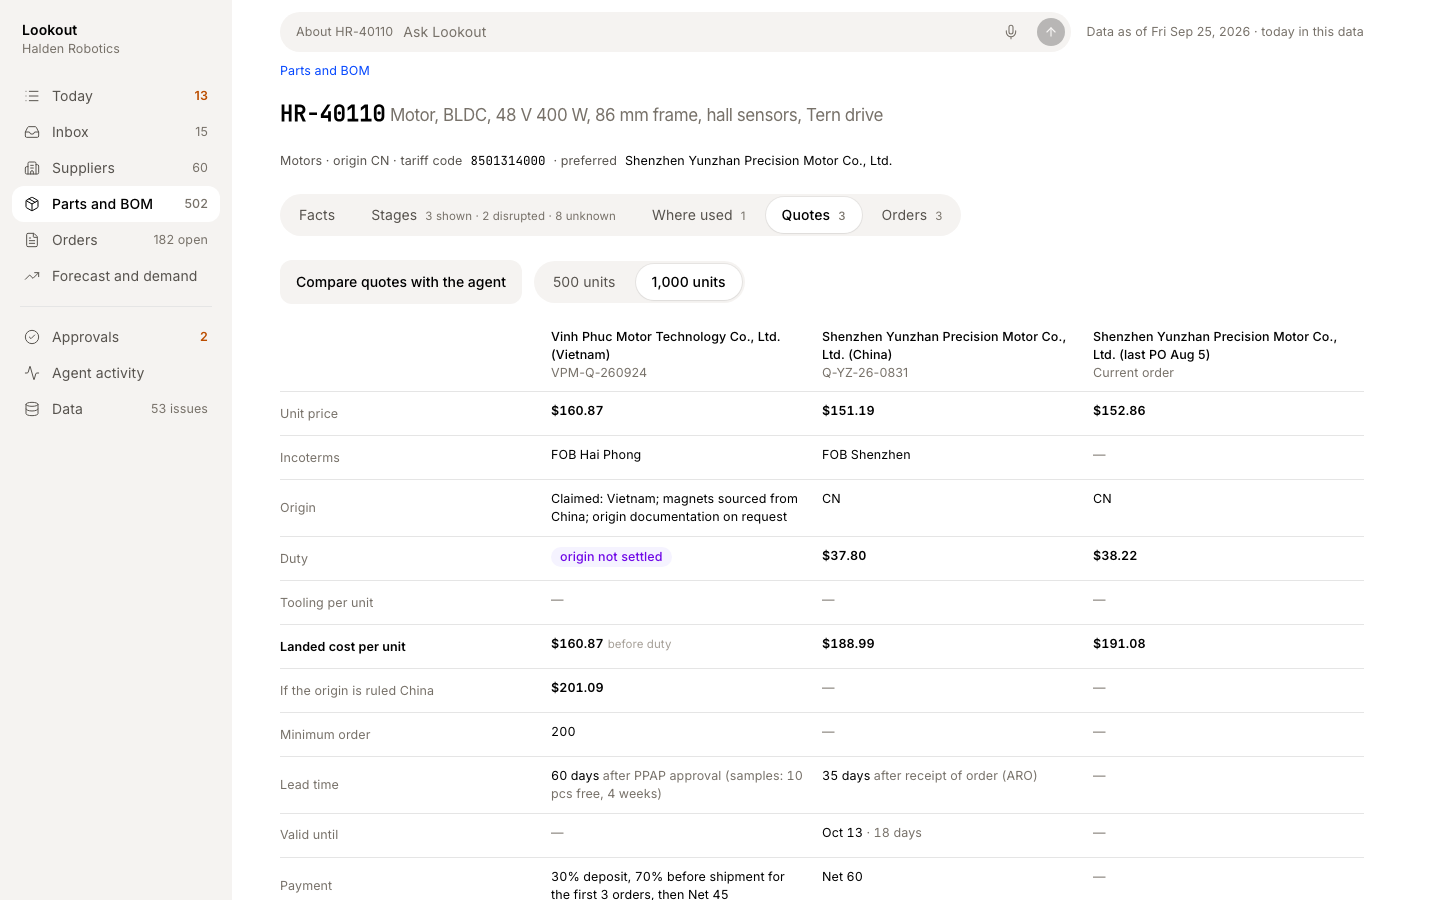 Lookout
Halden Robotics
Today 13
Inbox 15
Suppliers 60
Parts and BOM 502
Orders 182 open
Forecast and demand
Approvals 2
Agent activity
Data 53 issues
About HR-40110 Ask Lookout
Data as of Fri Sep 25, 2026 · today in this data
Parts and BOM
HR-40110 Motor, BLDC, 48 V 400 W, 86 mm frame, hall sensors, Tern drive
Motors · origin CN · tariff code 8501314000 · preferred Shenzhen Yunzhan Precision Motor Co., Ltd.
Facts Stages 3 shown · 2 disrupted · 8 unknown Where used 1 Quotes 3 Orders 3
Compare quotes with the agent 500 units 1,000 units
Vinh Phuc Motor Technology Co., Ltd. (Vietnam)
VPM-Q-260924
Shenzhen Yunzhan Precision Motor Co., Ltd. (China)
Q-YZ-26-0831
Shenzhen Yunzhan Precision Motor Co., Ltd. (last PO Aug 5)
Current order
Unit price $160.87 $151.19 $152.86
Incoterms FOB Hai Phong FOB Shenzhen —
Origin Claimed: Vietnam; magnets sourced from China; origin documentation on request CN CN
Duty origin not settled $37.80 $38.22
Tooling per unit — — —
Landed cost per unit $160.87 before duty $188.99 $191.08
If the origin is ruled China $201.09 — —
Minimum order 200 — —
Lead time 60 days after PPAP approval (samples: 10 pcs free, 4 weeks) 35 days after receipt of order (ARO) —
Valid until — Oct 13 · 18 days —
Payment 30% deposit, 70% before shipment for the first 3 orders, then Net 45 Net 60 —